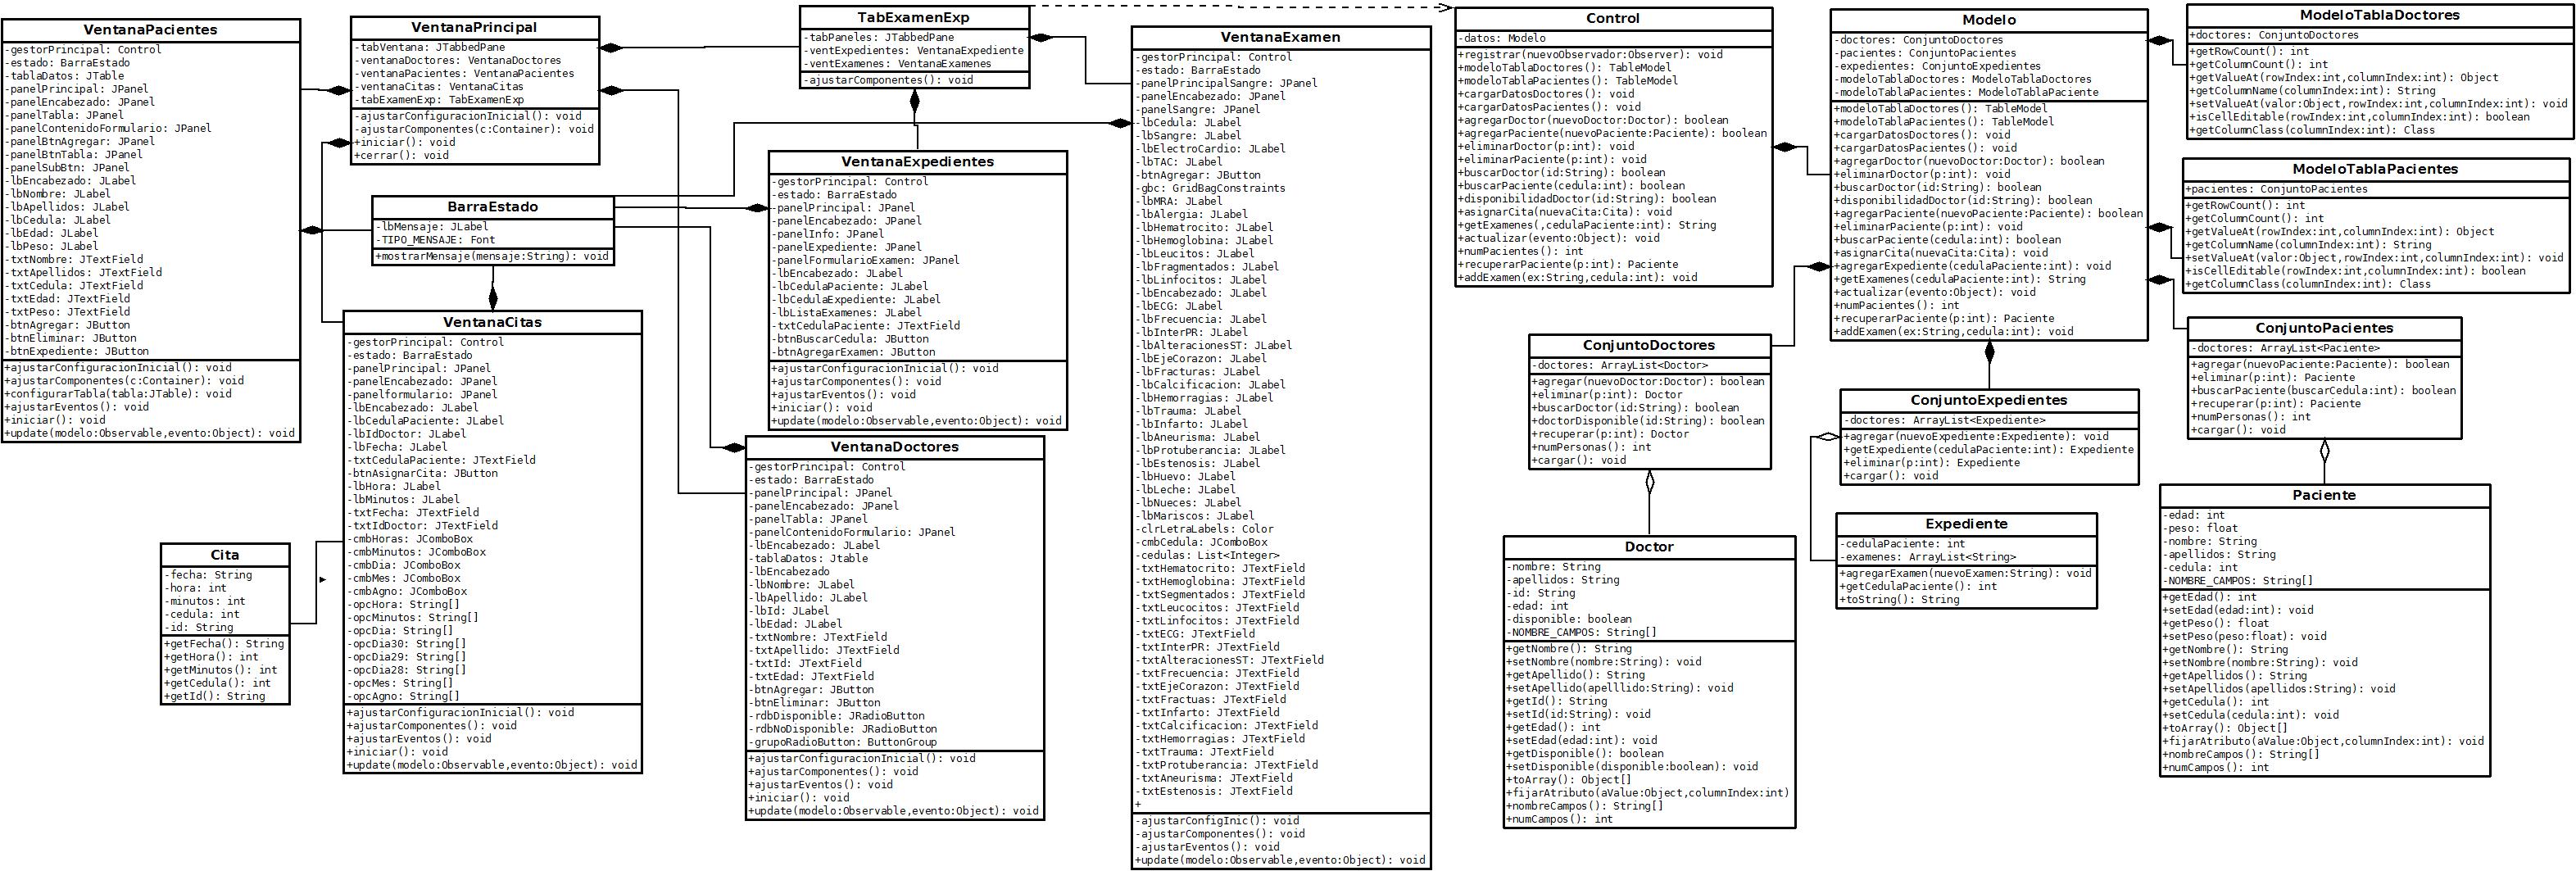 VentanaPacientes
-gestorPrincipal: Control
-estado: BarraEstado
-tablaDatos: JTable
-panelPrincipal: JPanel
-panelEncabezado: JPanel
-panelTabla: JPanel
-panelContenidoFormulario: JPanel
-panelBtnAgregar: JPanel
-panelBtnTabla: JPanel
-panelSubBtn: JPanel
-lbEncabezado: JLabel
-lbNombre: JLabel
-lbApellidos: JLabel
-lbCedula: JLabel
-lbEdad: JLabel
-lbPeso: JLabel
-txtNombre: JTextField
-txtApellidos: JTextField
-txtCedula: JTextField
-txtEdad: JTextField
-txtPeso: JTextField
-btnAgregar: JButton
-btnEliminar: JButton
-btnExpediente: JButton
+ajustarConfiguracionInicial(): void
+ajustarComponentes(c:Container): void
+configurarTabla(tabla:JTable): void
+ajustarEventos(): void
+iniciar(): void
+update(modelo:Observable,evento:Object): void
VentanaPrincipal
-tabVentana: JTabbedPane
-ventanaDoctores: VentanaDoctores
-ventanaPacientes: VentanaPacientes
-ventanaCitas: VentanaCitas
-tabExamenExp: TabExamenExp
-ajustarConfiguracionInicial(): void
-ajustarComponentes(c:Container): void
+iniciar(): void
+cerrar(): void
BarraEstado
-lbMensaje: JLabel
-TIPO_MENSAJE: Font
+mostrarMensaje(mensaje:String): void
VentanaCitas
-gestorPrincipal: Control
-estado: BarraEstado
-panelPrincipal: JPanel
-panelEncabezado: JPanel
-panelformulario: JPanel
-lbEncabezado: JLabel
-lbCedulaPaciente: JLabel
-lbIdDoctor: JLabel
-lbFecha: JLabel
-txtCedulaPaciente: JTextField
-btnAsignarCita: JButton
-lbHora: JLabel
-lbMinutos: JLabel
-txtFecha: JTextField
-txtIdDoctor: JTextField
-cmbHoras: JComboBox
-cmbMinutos: JComboBox
-cmbDia: JComboBox
-cmbMes: JComboBox
-cmbAgno: JComboBox
-opcHora: String[]
-opcMinutos: String[]
-opcDia: String[]
-opcDia30: String[]
-opcDia29: String[]
-opcDia28: String[]
-opcMes: String[]
-opcAgno: String[]
+ajustarConfiguracionInicial(): void
+ajustarComponentes(): void
+ajustarEventos(): void
+iniciar(): void
+update(modelo:Observable,evento:Object): void
Cita
-fecha: String
-hora: int
-minutos: int
-cedula: int
-id: String
+getFecha(): String
+getHora(): int
+getMinutos(): int
+getCedula(): int
+getId(): String
TabExamenExp
-tabPaneles: JTabbedPane
-ventExpedientes: VentanaExpediente
-ventExamenes: VentanaExamenes
-ajustarComponentes(): void
VentanaExpedientes
-gestorPrincipal: Control
-estado: BarraEstado
-panelPrincipal: JPanel
-panelEncabezado: JPanel
-panelInfo: JPanel
-panelExpediente: JPanel
-panelFormularioExamen: JPanel
-lbEncabezado: JLabel
-lbCedulaPaciente: JLabel
-lbCedulaExpediente: JLabel
-lbListaExamenes: JLabel
-txtCedulaPaciente: JTextField
-btnBuscarCedula: JButton
-btnAgregarExamen: JButton
+ajustarConfiguracionInicial(): void
+ajustarComponentes(): void
+ajustarEventos(): void
+iniciar(): void
+update(modelo:Observable,evento:Object): void
VentanaDoctores
-gestorPrincipal: Control
-estado: BarraEstado
-panelPrincipal: JPanel
-panelEncabezado: JPanel
-panelTabla: JPanel
-panelContenidoFormulario: JPanel
-lbEncabezado: JLabel
-tablaDatos: Jtable
-lbEncabezado
-lbNombre: JLabel
-lbApellido: JLabel
-lbId: JLabel
-lbEdad: JLabel
-txtNombre: JTextField
-txtApellido: JTextField
-txtId: JTextField
-txtEdad: JTextField
-btnAgregar: JButton
-btnEliminar: JButton
-rdbDisponible: JRadioButton
-rdbNoDisponible: JRadioButton
-grupoRadioButton: ButtonGroup
+ajustarConfiguracionInicial(): void
+ajustarComponentes(): void
+ajustarEventos(): void
+iniciar(): void
+update(modelo:Observable,evento:Object): void
VentanaExamen
-gestorPrincipal: Control
-estado: BarraEstado
-panelPrincipalSangre: JPanel
-panelEncabezado: JPanel
-panelSangre: JPanel
-lbCedula: JLabel
-lbSangre: JLabel
-lbElectroCardio: JLabel
-lbTAC: JLabel
-btnAgregar: JButton
-gbc: GridBagConstraints
-lbMRA: JLabel
-lbAlergia: JLabel
-lbHematrocito: JLabel
-lbHemoglobina: JLabel
-lbLeucitos: JLabel
-lbFragmentados: JLabel
-lbLinfocitos: JLabel
-lbEncabezado: JLabel
-lbECG: JLabel
-lbFrecuencia: JLabel
-lbInterPR: JLabel
-lbAlteracionesST: JLabel
-lbEjeCorazon: JLabel
-lbFracturas: JLabel
-lbCalcificacion: JLabel
-lbHemorragias: JLabel
-lbTrauma: JLabel
-lbInfarto: JLabel
-lbAneurisma: JLabel
-lbProtuberancia: JLabel
-lbEstenosis: JLabel
-lbHuevo: JLabel
-lbLeche: JLabel
-lbNueces: JLabel
-lbMariscos: JLabel
-clrLetraLabels: Color
-cmbCedula: JComboBox
-cedulas: List<Integer>
-txtHematocrito: JTextField
-txtHemoglobina: JTextField
-txtSegmentados: JTextField
-txtLeucocitos: JTextField
-txtLinfocitos: JTextField
-txtECG: JTextField
-txtInterPR: JTextField
-txtAlteracionesST: JTextField
-txtFrecuencia: JTextField
-txtEjeCorazon: JTextField
-txtFractuas: JTextField
-txtInfarto: JTextField
-txtCalcificacion: JTextField
-txtHemorragias: JTextField
-txtTrauma: JTextField
-txtProtuberancia: JTextField
-txtAneurisma: JTextField
-txtEstenosis: JTextField
+
-ajustarConfigInic(): void
-ajustarComponentes(): void
-ajustarEventos(): void
+update(modelo:Observable,evento:Object): void
Control
-datos: Modelo
+registrar(nuevoObservador:Observer): void
+modeloTablaDoctores(): TableModel
+modeloTablaPacientes(): TableModel
+cargarDatosDoctores(): void
+cargarDatosPacientes(): void
+agregarDoctor(nuevoDoctor:Doctor): boolean
+agregarPaciente(nuevoPaciente:Paciente): boolean
+eliminarDoctor(p:int): void
+eliminarPaciente(p:int): void
+buscarDoctor(id:String): boolean
+buscarPaciente(cedula:int): boolean
+disponibilidadDoctor(id:String): boolean
+asignarCita(nuevaCita:Cita): void
+getExamenes(,cedulaPaciente:int): String
+actualizar(evento:Object): void
+numPacientes(): int
+recuperarPaciente(p:int): Paciente
+addExamen(ex:String,cedula:int): void
ConjuntoDoctores
-doctores: ArrayList<Doctor>
+agregar(nuevoDoctor:Doctor): boolean
+eliminar(p:int): Doctor
+buscarDoctor(id:String): boolean
+doctorDisponible(id:String): boolean
+recuperar(p:int): Doctor
+numPersonas(): int
+cargar(): void
Doctor
-nombre: String
-apellidos: String
-id: String
-edad: int
-disponible: boolean
-NOMBRE_CAMPOS: String[]
+getNombre(): String
+setNombre(nombre:String): void
+getApellido(): String
+setApellido(apelllido:String): void
+getId(): String
+setId(id:String): void
+getEdad(): int
+setEdad(edad:int): void
+getDisponible(): boolean
+setDisponible(disponible:boolean): void
+toArray(): Object[]
+fijarAtributo(aValue:Object,columnIndex:int)
+nombreCampos(): String[]
+numCampos(): int
Modelo
-doctores: ConjuntoDoctores
-pacientes: ConjuntoPacientes
-expedientes: ConjuntoExpedientes
-modeloTablaDoctores: ModeloTablaDoctores
-modeloTablaPacientes: ModeloTablaPaciente
+modeloTablaDoctores(): TableModel
+modeloTablaPacientes(): TableModel
+cargarDatosDoctores(): void
+cargarDatosPacientes(): void
+agregarDoctor(nuevoDoctor:Doctor): boolean
+eliminarDoctor(p:int): void
+buscarDoctor(id:String): boolean
+disponibilidadDoctor(id:String): boolean
+agregarPaciente(nuevoPaciente:Paciente): boolean
+eliminarPaciente(p:int): void
+buscarPaciente(cedula:int): boolean
+asignarCita(nuevaCita:Cita): void
+agregarExpediente(cedulaPaciente:int): void
+getExamenes(cedulaPaciente:int): String
+actualizar(evento:Object): void
+numPacientes(): int
+recuperarPaciente(p:int): Paciente
+addExamen(ex:String,cedula:int): void
ConjuntoExpedientes
-doctores: ArrayList<Expediente>
+agregar(nuevoExpediente:Expediente): void
+getExpediente(cedulaPaciente:int): Expediente
+eliminar(p:int): Expediente
+cargar(): void
Expediente
-cedulaPaciente: int
-examenes: ArrayList<String>
+agregarExamen(nuevoExamen:String): void
+getCedulaPaciente(): int
+toString(): String
ModeloTablaDoctores
+doctores: ConjuntoDoctores
+getRowCount(): int
+getColumnCount(): int
+getValueAt(rowIndex:int,columnIndex:int): Object
+getColumnName(columnIndex:int): String
+setValueAt(valor:Object,rowIndex:int,columnIndex:int): void
+isCellEditable(rowIndex:int,columnIndex:int): boolean
+getColumnClass(columnIndex:int): Class
ModeloTablaPacientes
+pacientes: ConjuntoPacientes
+getRowCount(): int
+getColumnCount(): int
+getValueAt(rowIndex:int,columnIndex:int): Object
+getColumnName(columnIndex:int): String
+setValueAt(valor:Object,rowIndex:int,columnIndex:int): void
+isCellEditable(rowIndex:int,columnIndex:int): boolean
+getColumnClass(columnIndex:int): Class
ConjuntoPacientes
-doctores: ArrayList<Paciente>
+agregar(nuevoPaciente:Paciente): boolean
+eliminar(p:int): Paciente
+buscarPaciente(buscarCedula:int): boolean
+recuperar(p:int): Paciente
+numPersonas(): int
+cargar(): void
Paciente
-edad: int
-peso: float
-nombre: String
-apellidos: String
-cedula: int
-NOMBRE_CAMPOS: String[]
+getEdad(): int
+setEdad(edad:int): void
+getPeso(): float
+setPeso(peso:float): void
+getNombre(): String
+setNombre(nombre:String): void
+getApellidos(): String
+setApellidos(apellidos:String): void
+getCedula(): int
+setCedula(cedula:int): void
+toArray(): Object[]
+fijarAtributo(aValue:Object,columnIndex:int): void
+nombreCampos(): String[]
+numCampos(): int